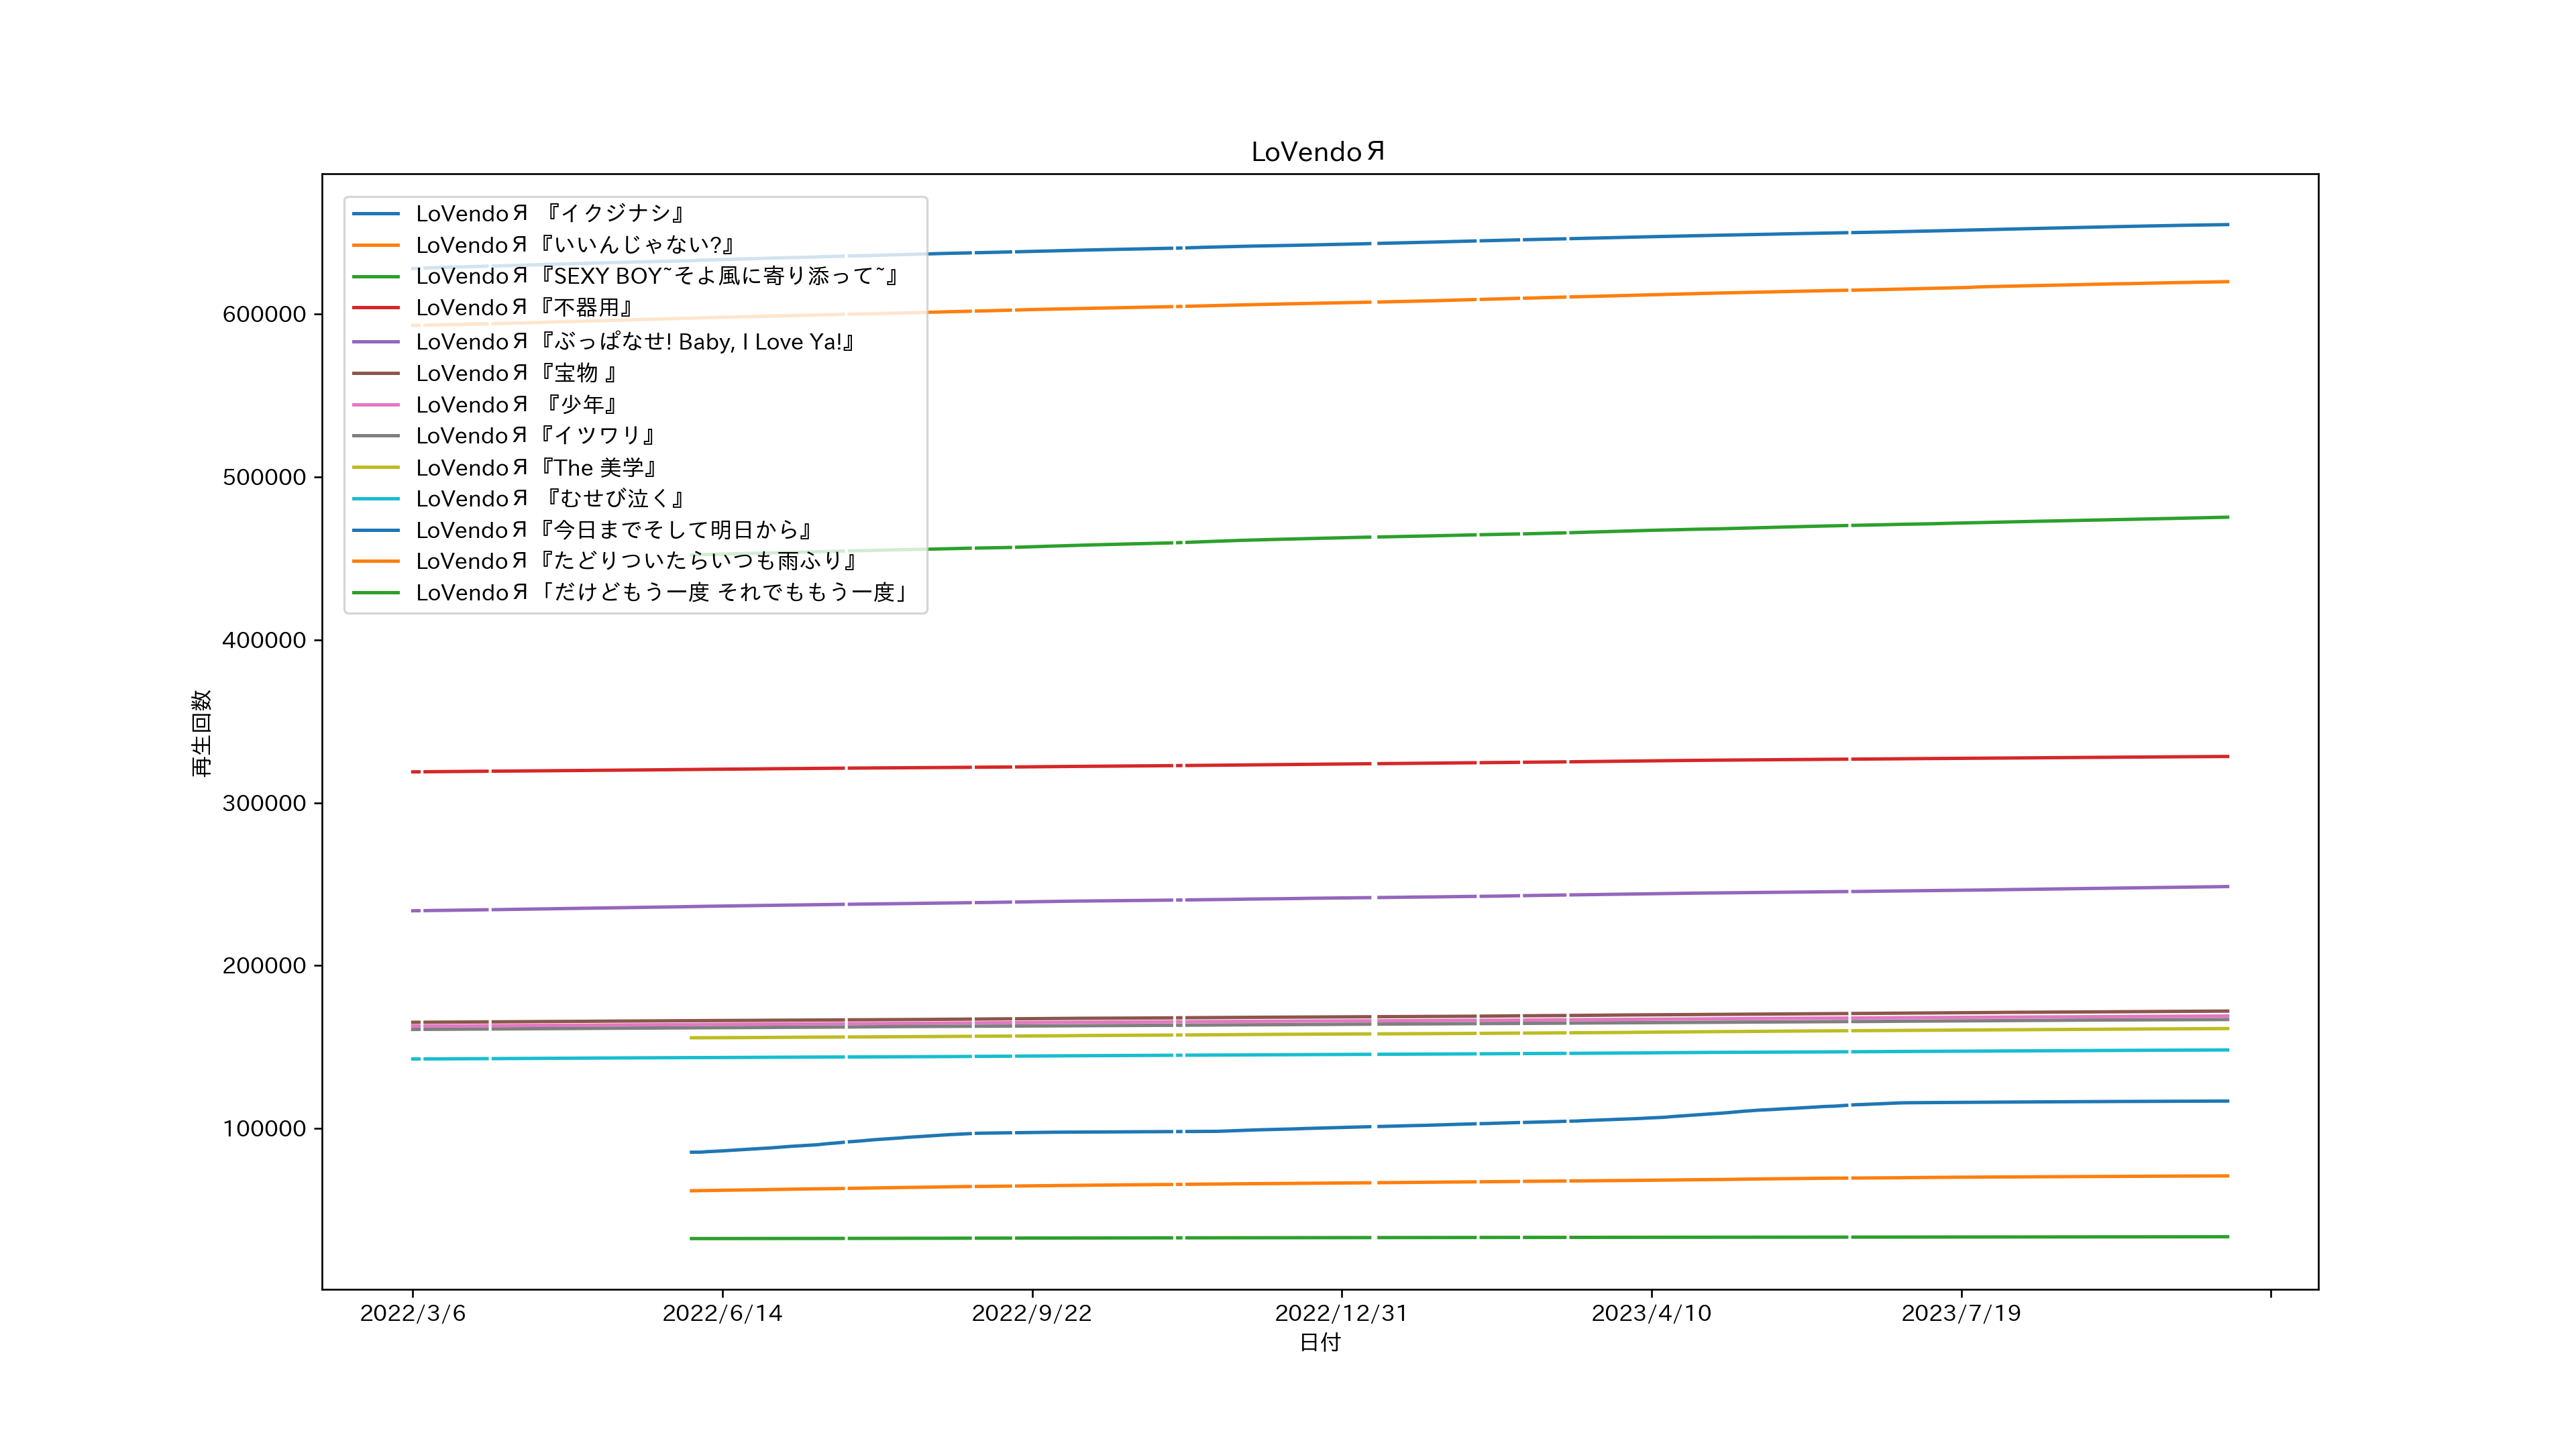 LoVendoЯ
LoVendoЯ 『イクジナシ』
LoVendoЯ『いいんじゃない?』
LoVendoЯ『SEXY BOY~そよ風に寄り添って~』
LoVendoЯ『不器用』
LoVendoЯ『ぶっぱなせ! Baby, I Love Ya!』
LoVendoЯ『宝物 』
LoVendoЯ 『少年』
LoVendoЯ『イツワリ』
LoVendoЯ『The 美学』
LoVendoЯ 『むせび泣く』
LoVendoЯ『今日までそして明日から』
LoVendoЯ『たどりついたらいつも雨ふり』
LoVendoЯ「だけどもう一度 それでももう一度」
600000
500000
400000
300000
200000
100000
再生回数
2022/3/6 2022/6/14 2022/9/22 2022/12/31 2023/4/10 2023/7/19
日付